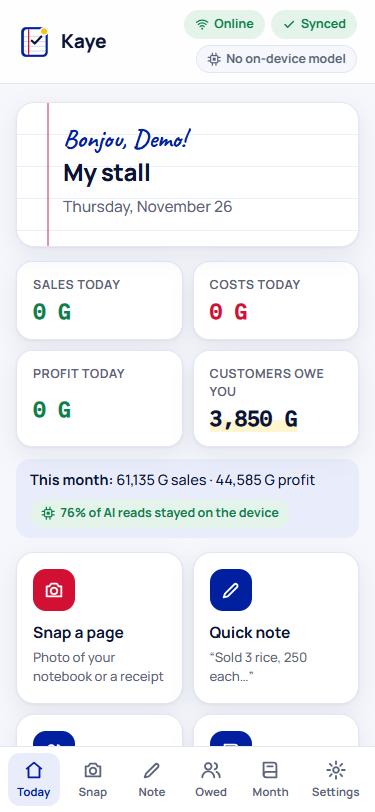 Kaye
Online
Synced
No on-device model
Bonjou, Demo!
My stall
Thursday, November 26
SALES TODAY
0 G
COSTS TODAY
0 G
PROFIT TODAY
0 G
CUSTOMERS OWE
YOU
3,850 G
This month: 61,135 G sales · 44,585 G profit
76% of AI reads stayed on the device
Snap a page
Photo of your
notebook or a receipt
Quick note
“Sold 3 rice, 250
each…”
Today
Snap
Note
Owed
Month
Settings